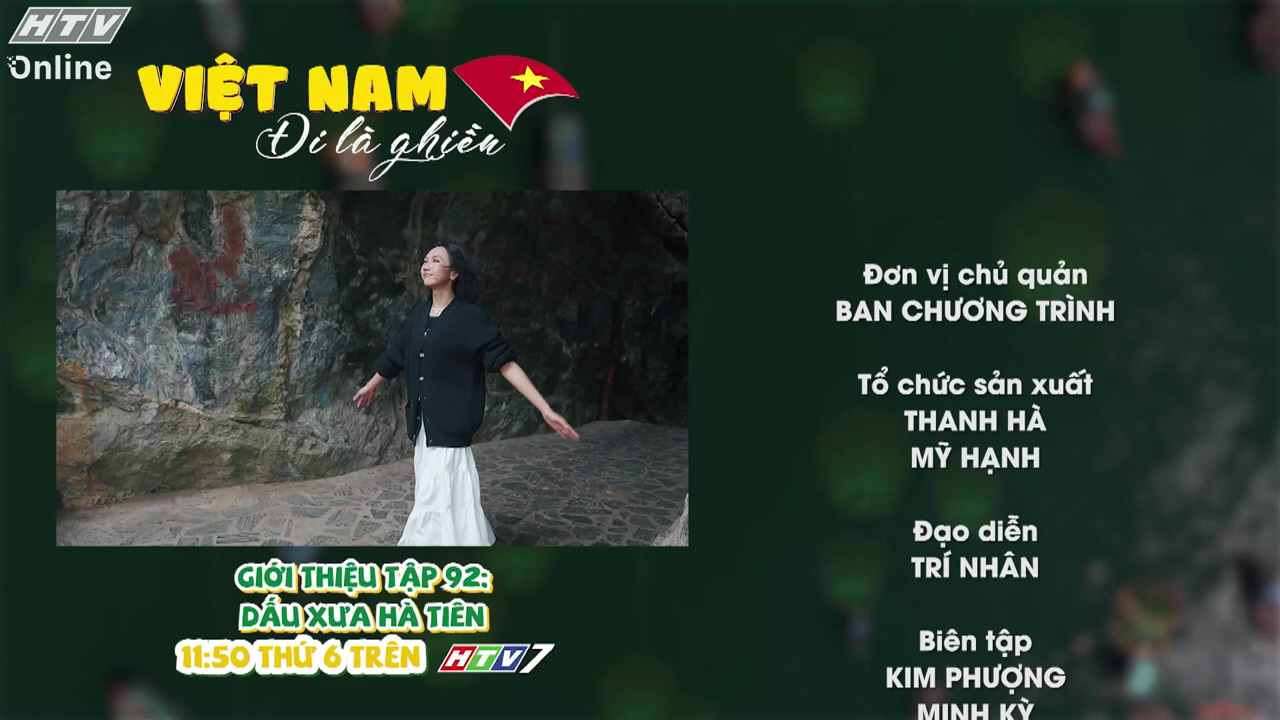 HTV
Online
VIỆT NAM
Đi là ghiền
GIỚI THIỆU TẬP 92:
DẤU XƯA HÀ TIÊN
11:50 THỨ 6 TRÊN HTV7
Đơn vị chủ quản
BAN CHƯƠNG TRÌNH
Tổ chức sản xuất
THANH HÀ
MỸ HẠNH
Đạo diễn
TRÍ NHÂN
Biên tập
KIM PHƯỢNG
MINH KỲ